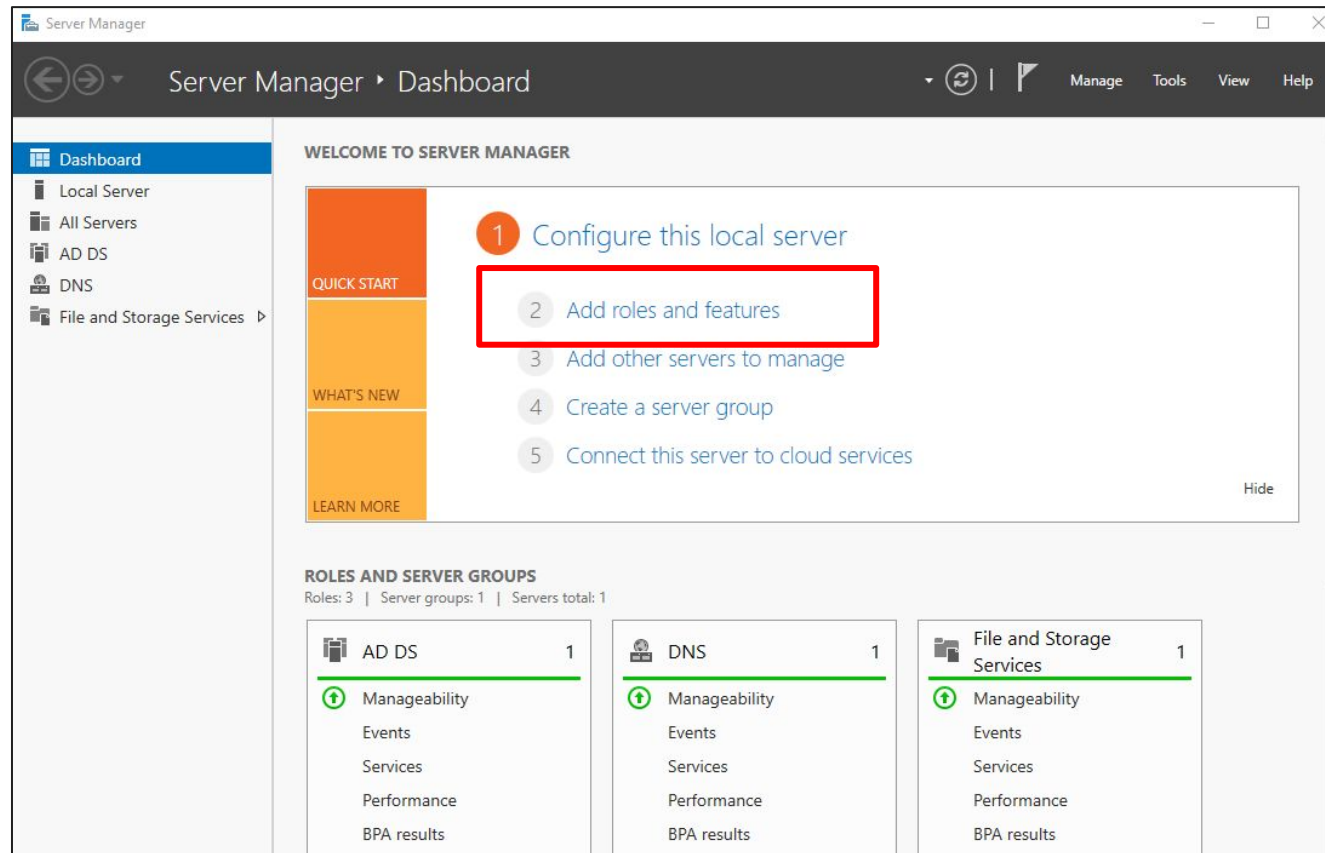 Server Manager
Server Manager ‣ Dashboard
Manage Tools View Help
Dashboard
Local Server
All Servers
AD DS
DNS
File and Storage Services
WELCOME TO SERVER MANAGER
QUICK START
WHAT'S NEW
LEARN MORE
1 Configure this local server
2 Add roles and features
3 Add other servers to manage
4 Create a server group
5 Connect this server to cloud services
Hide
ROLES AND SERVER GROUPS
Roles: 3 | Server groups: 1 | Servers total: 1
AD DS 1
Manageability
Events
Services
Performance
BPA results
DNS 1
Manageability
Events
Services
Performance
BPA results
File and Storage
Services 1
Manageability
Events
Services
Performance
BPA results